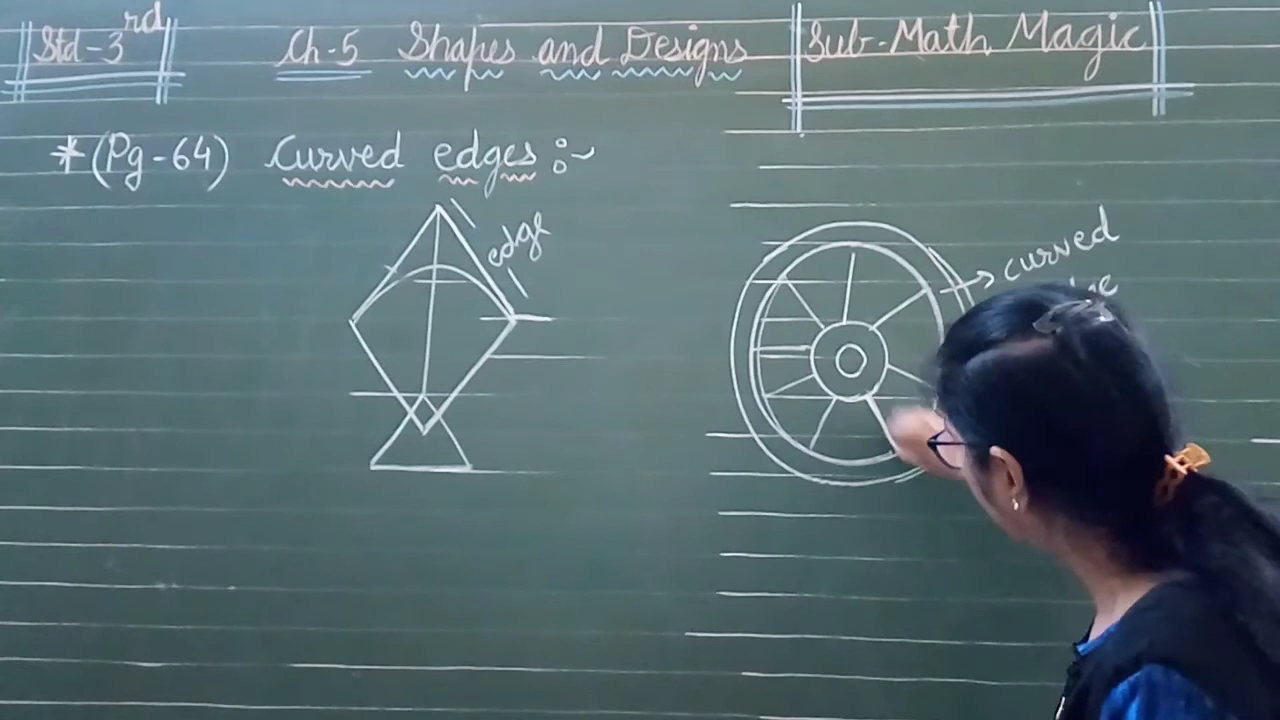 Std-3rd
Ch-5 Shapes and Designs
Sub-Math Magic
*(Pg-64) Curved edges :-
edge
curved